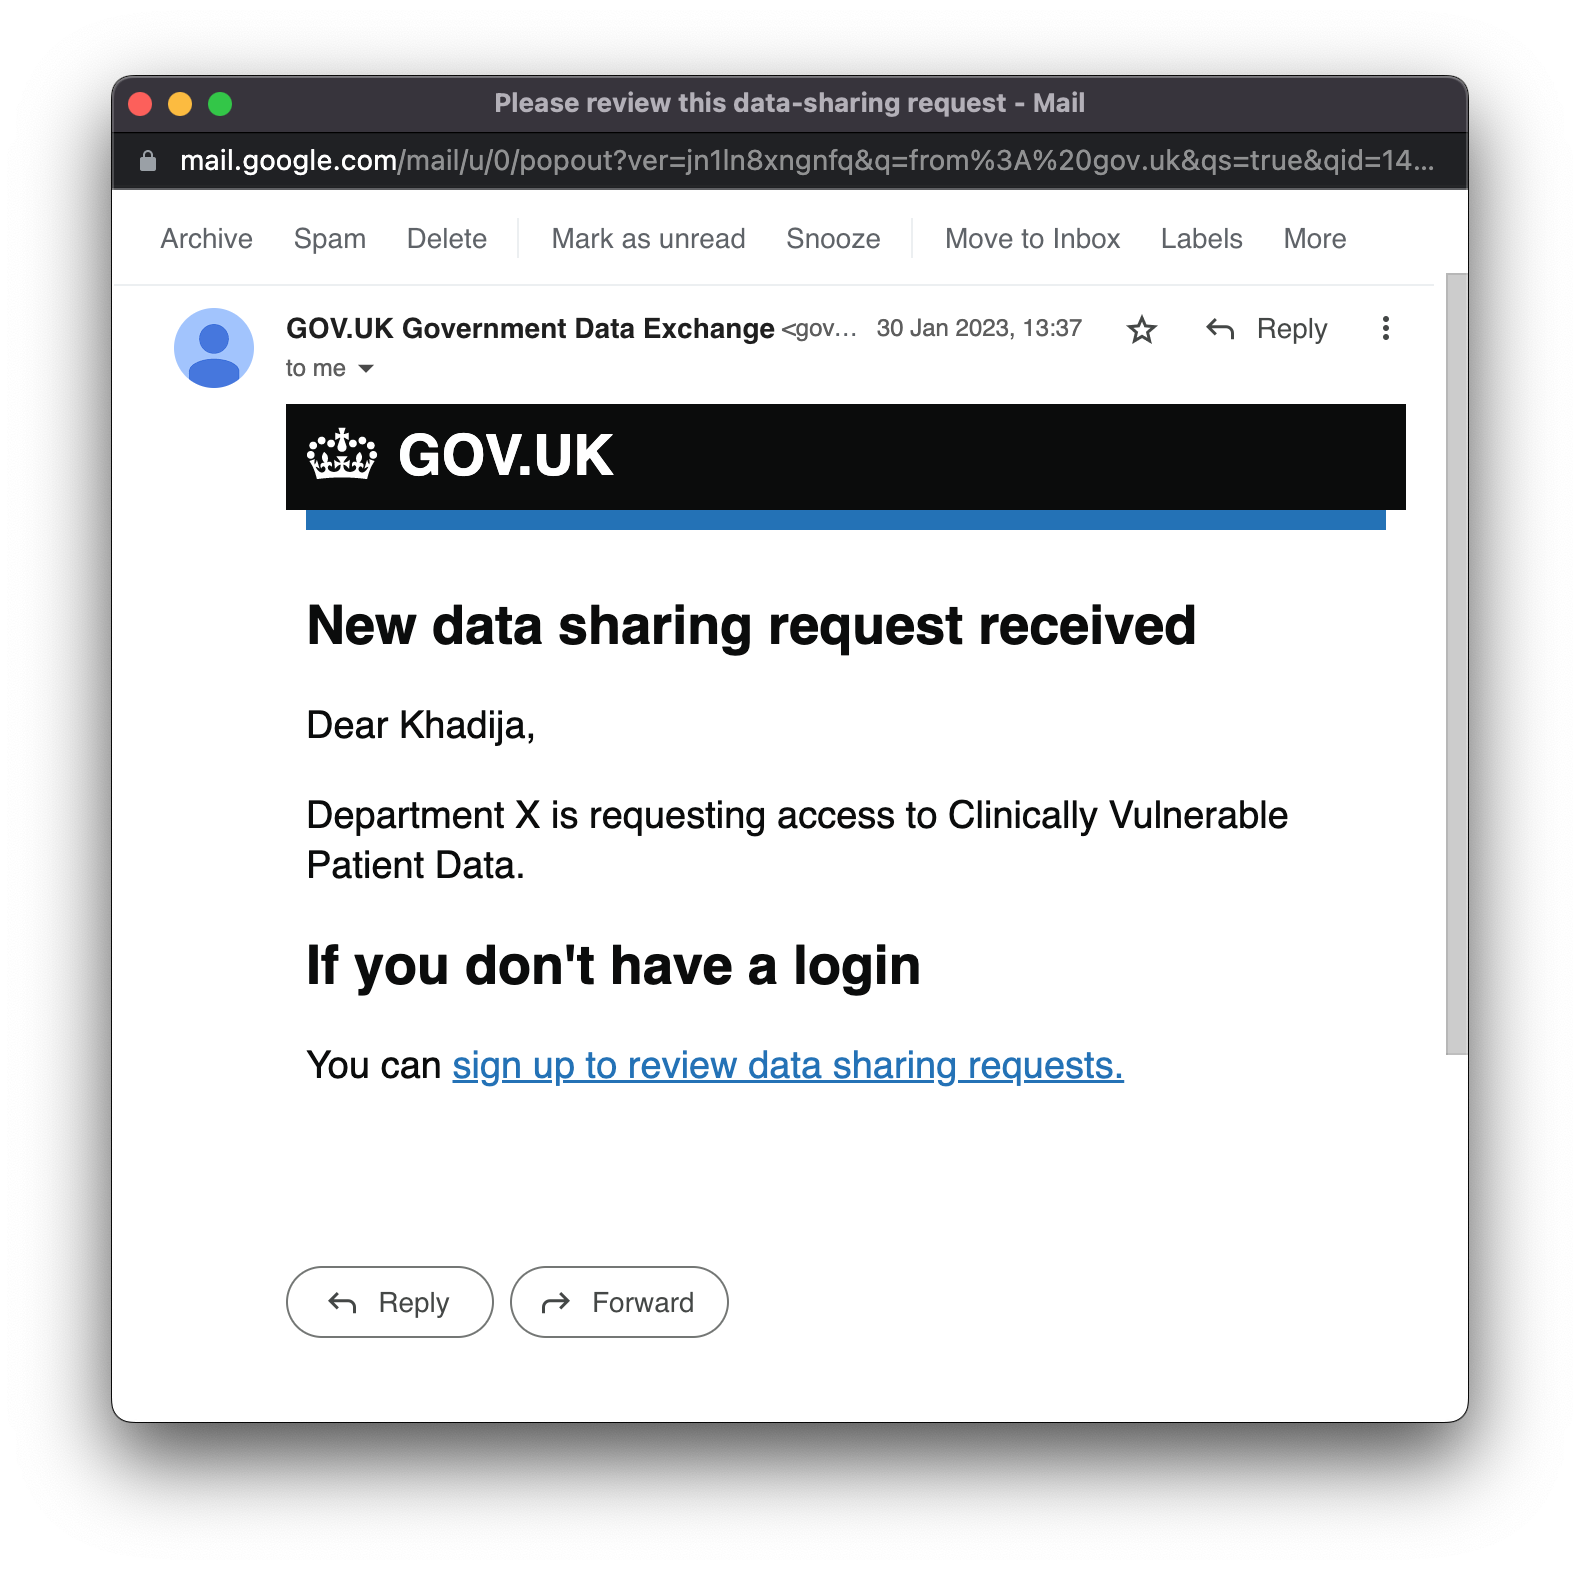 Please review this data-sharing request - Mail
mail.google.com/mail/u/0/popout?ver=jn1ln8xngnfq&q=from%3A%20gov.uk&qs=true&qid=14...
Archive Spam Delete Mark as unread Snooze Move to Inbox Labels More
GOV.UK Government Data Exchange <gov... 30 Jan 2023, 13:37 Reply
to me
GOV.UK
New data sharing request received
Dear Khadija,
Department X is requesting access to Clinically Vulnerable
Patient Data.
If you don't have a login
You can sign up to review data sharing requests.
Reply Forward